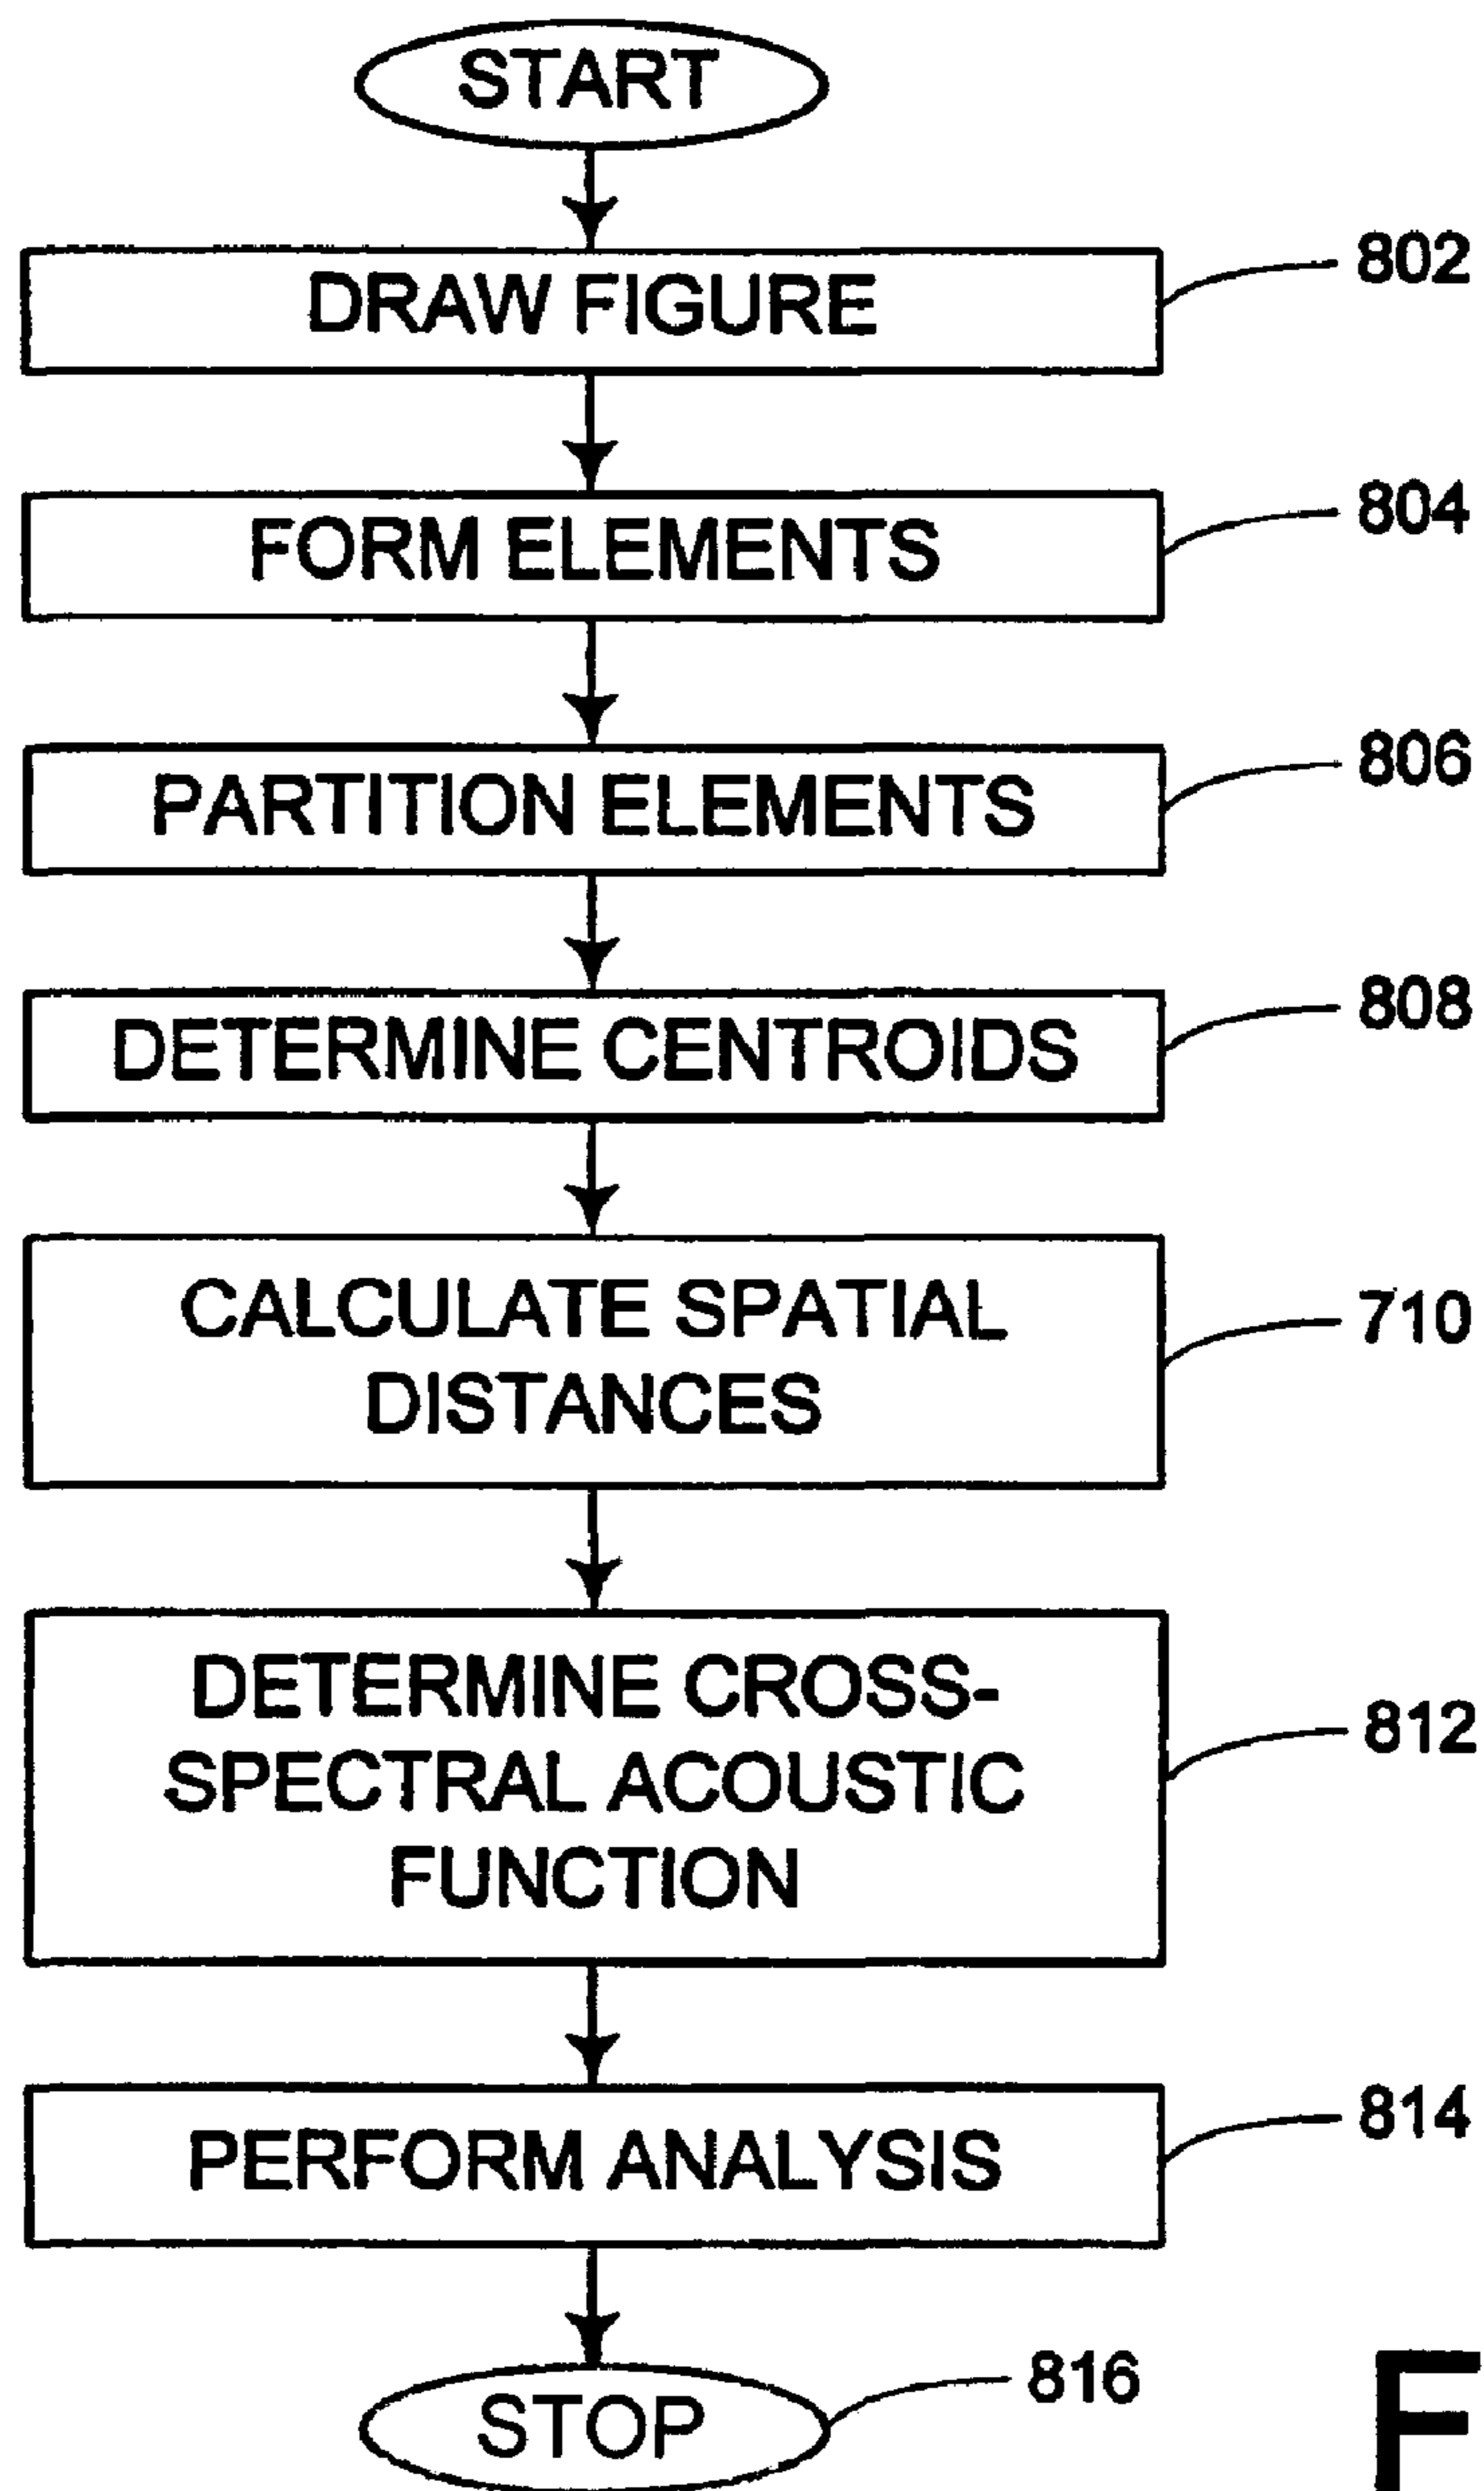 START
DRAW FIGURE
802
FORM ELEMENTS
804
PARTITION ELEMENTS
806
DETERMINE CENTROIDS
808
CALCULATE SPATIAL
DISTANCES
710
DETERMINE CROSS-
SPECTRAL ACOUSTIC
FUNCTION
812
PERFORM ANALYSIS
814
STOP
816
F